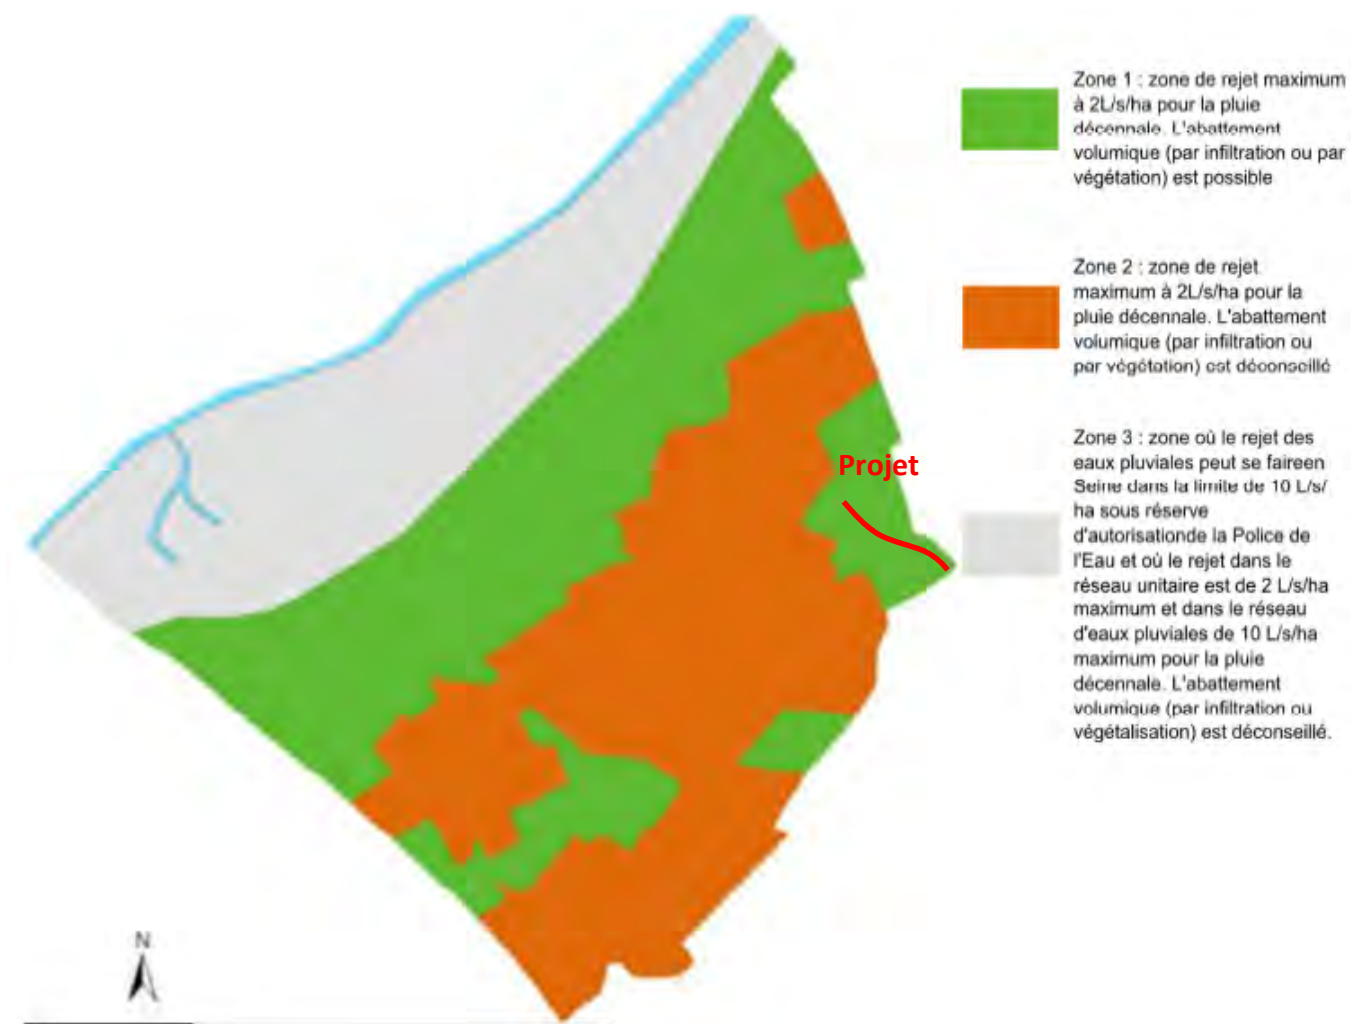 Zone 1 : zone de rejet maximum
à 2L/s/ha pour la pluie
décennale. L'abattement
volumique (par infiltration ou par
végétation) est possible
Zone 2 : zone de rejet
maximum à 2L/s/ha pour la
pluie décennale. L'abattement
volumique (par infiltration ou
par végétation) est déconseillé
Projet
Zone 3 : zone où le rejet des
eaux pluviales peut se faireen
Seine dans la limite de 10 L/s/
ha sous réserve
d'autorisationde la Police de
l'Eau et où le rejet dans le
réseau unitaire est de 2 L/s/ha
maximum et dans le réseau
d'eaux pluviales de 10 L/s/ha
maximum pour la pluie
décennale. L'abattement
volumique (par infiltration ou
végétalisation) est déconseillé.
N